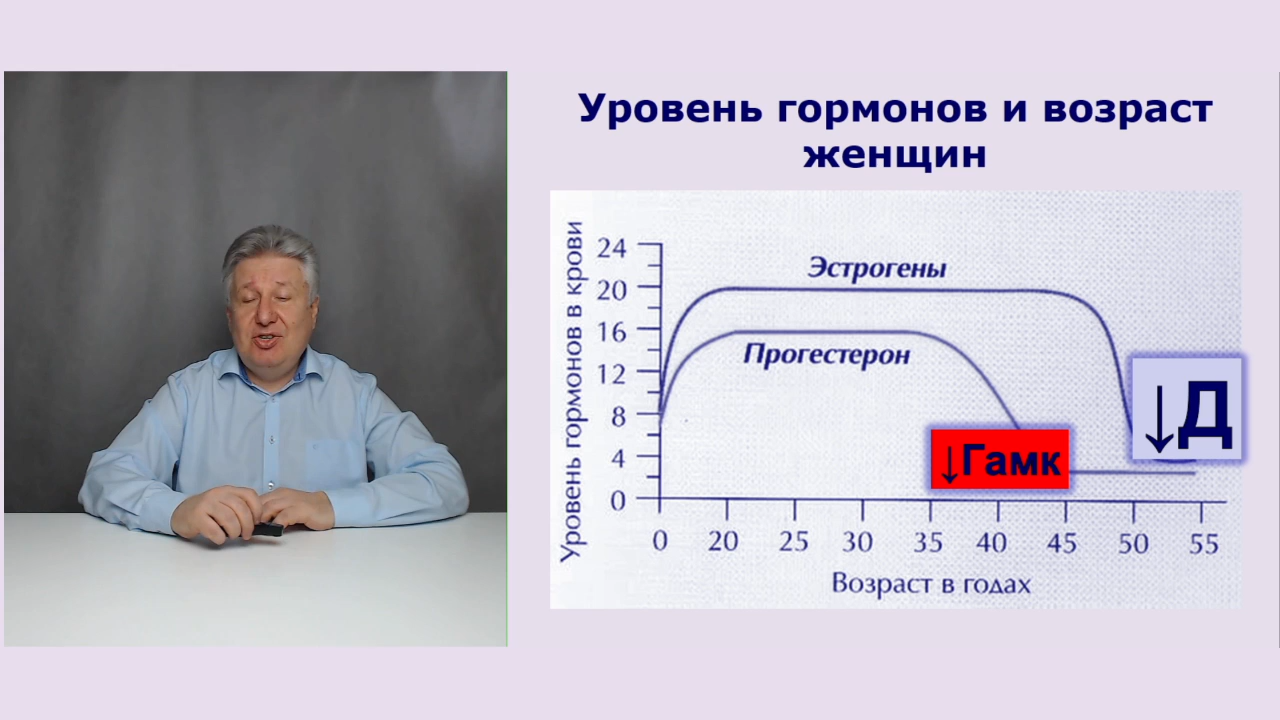 Уровень гормонов и возраст
женщин
Уровень гормонов в крови
24
20
16
12
8
4
0
Эстрогены
Прогестерон
↓Гамк
↓Д
0 20 25 30 35 40 45 50 55
Возраст в годах